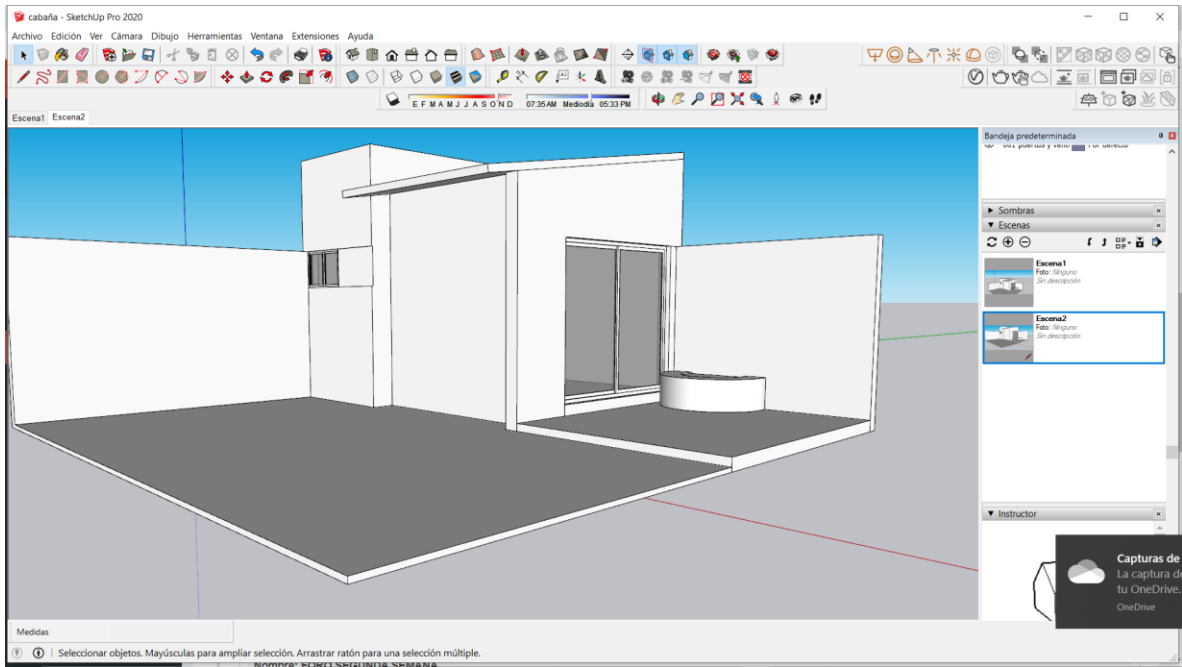 cabaña - SketchUp Pro 2020
Archivo Edición Ver Cámara Dibujo Herramientas Ventana Extensiones Ayuda
E F M A M J J A S O N D 07:35 AM Mediodía 05:33 PM
Escena1 Escena2
Bandeja predeterminada
Sombras
Escenas
Escena1
Foto: Ninguno
Sin descripción
Escena2
Foto: Ninguno
Sin descripción
Instructor
Capturas de
La captura de
tu OneDrive.
OneDrive
Medidas
Seleccionar objetos. Mayúsculas para ampliar selección. Arrastrar ratón para una selección múltiple.
Nombre: FORO SEGUNDA SEMANA